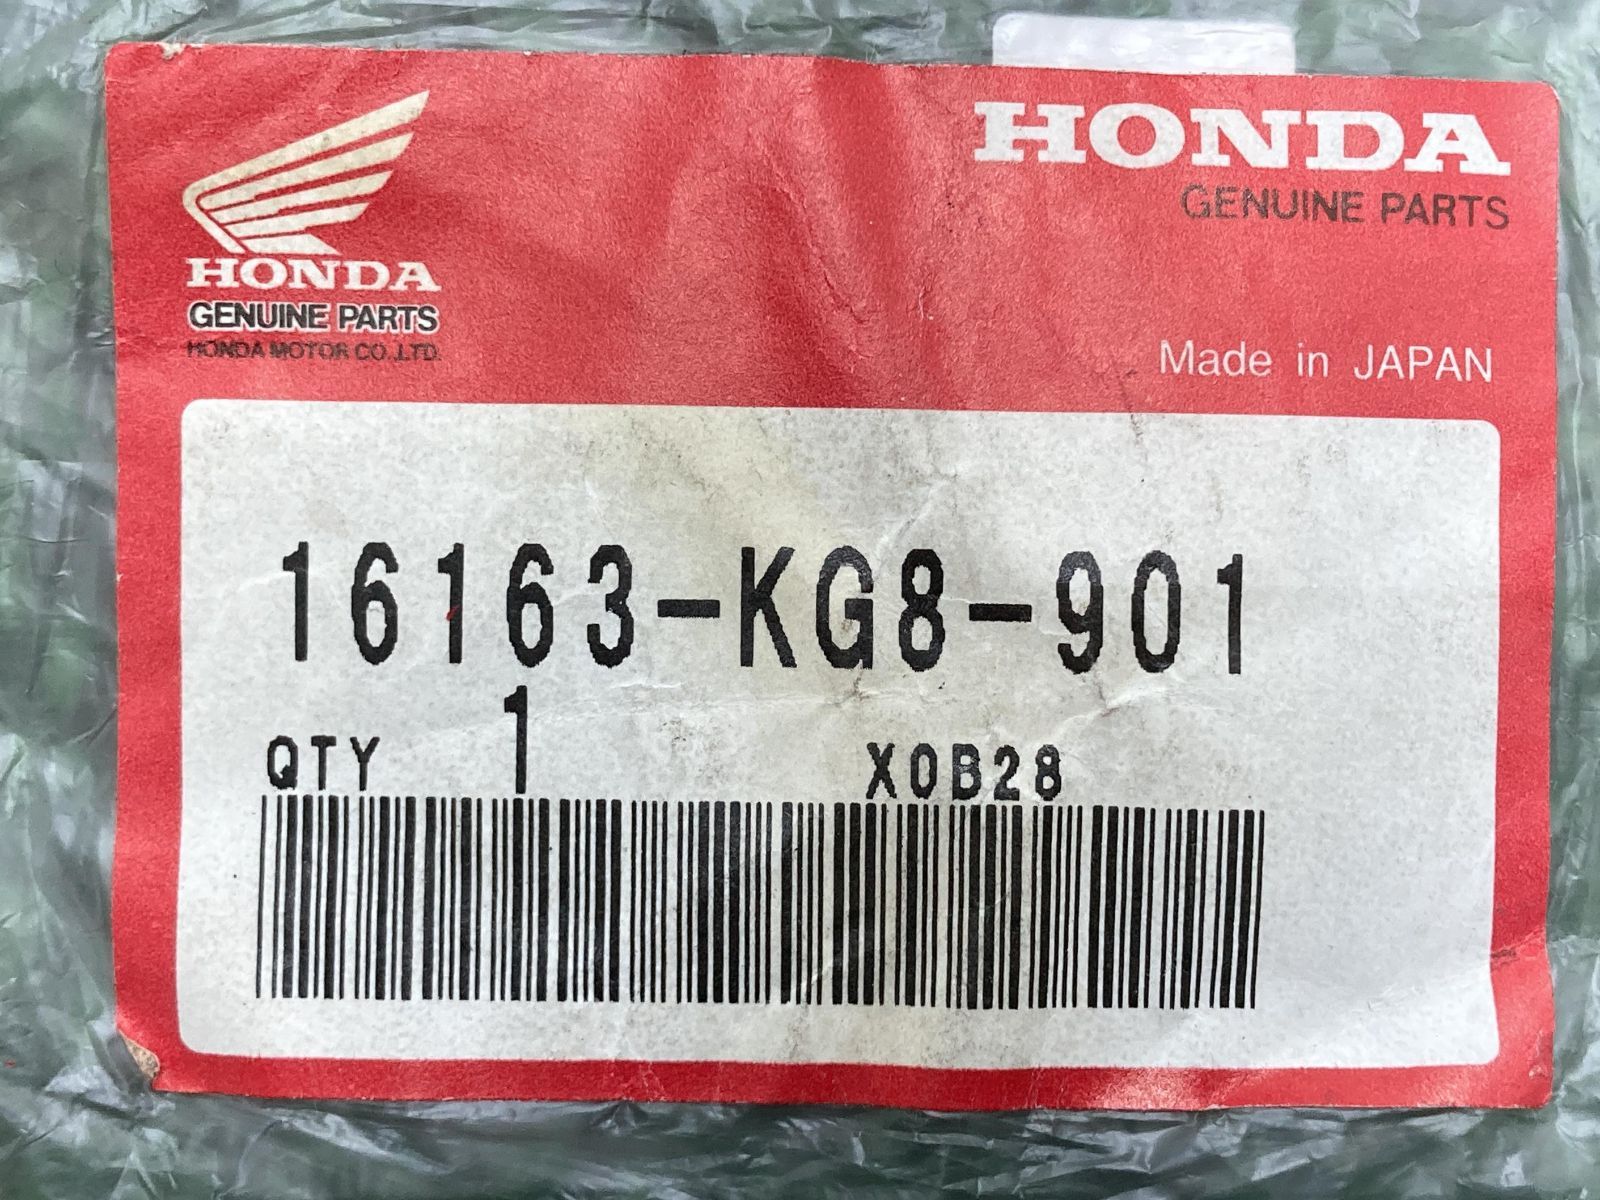 HONDA
GENUINE PARTS
HONDA MOTOR CO.,LTD.
HONDA
GENUINE PARTS
Made in JAPAN
16163-KG8-901
QTY 1 X0B28